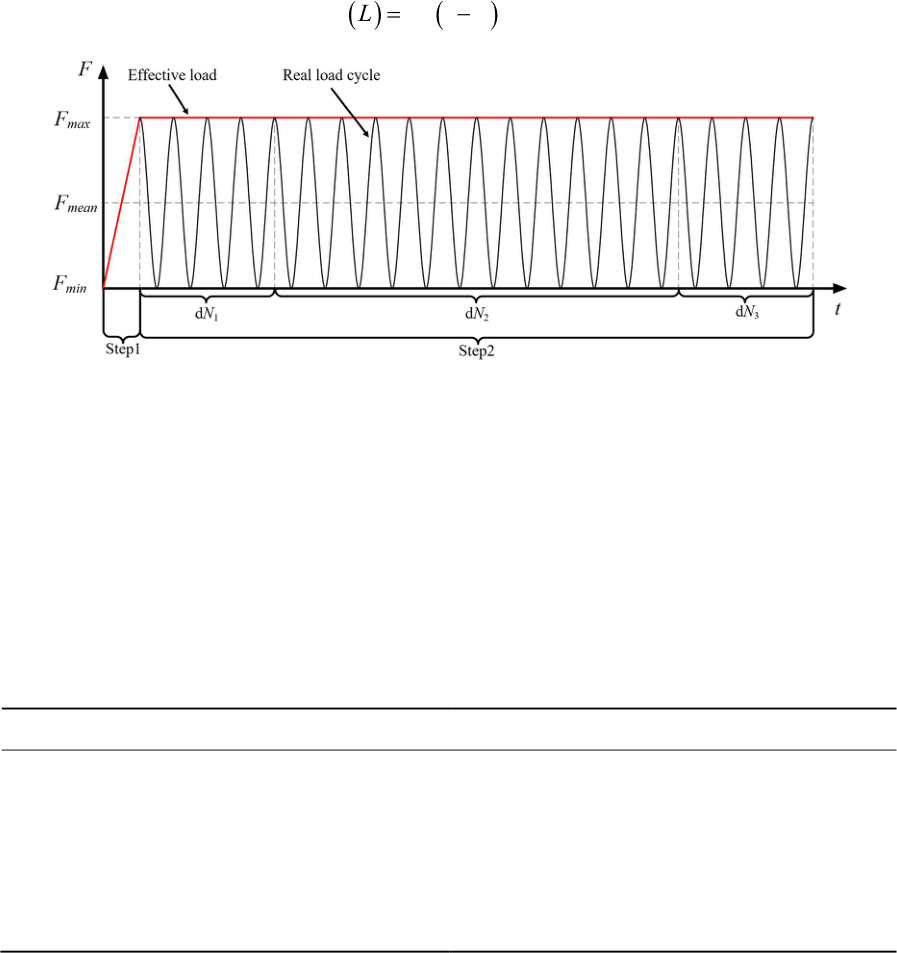 (L) = ( − )
F
Effective load
Real load cycle
Fmax
Fmean
Fmin
t
dN1
dN2
dN3
Step1
Step2